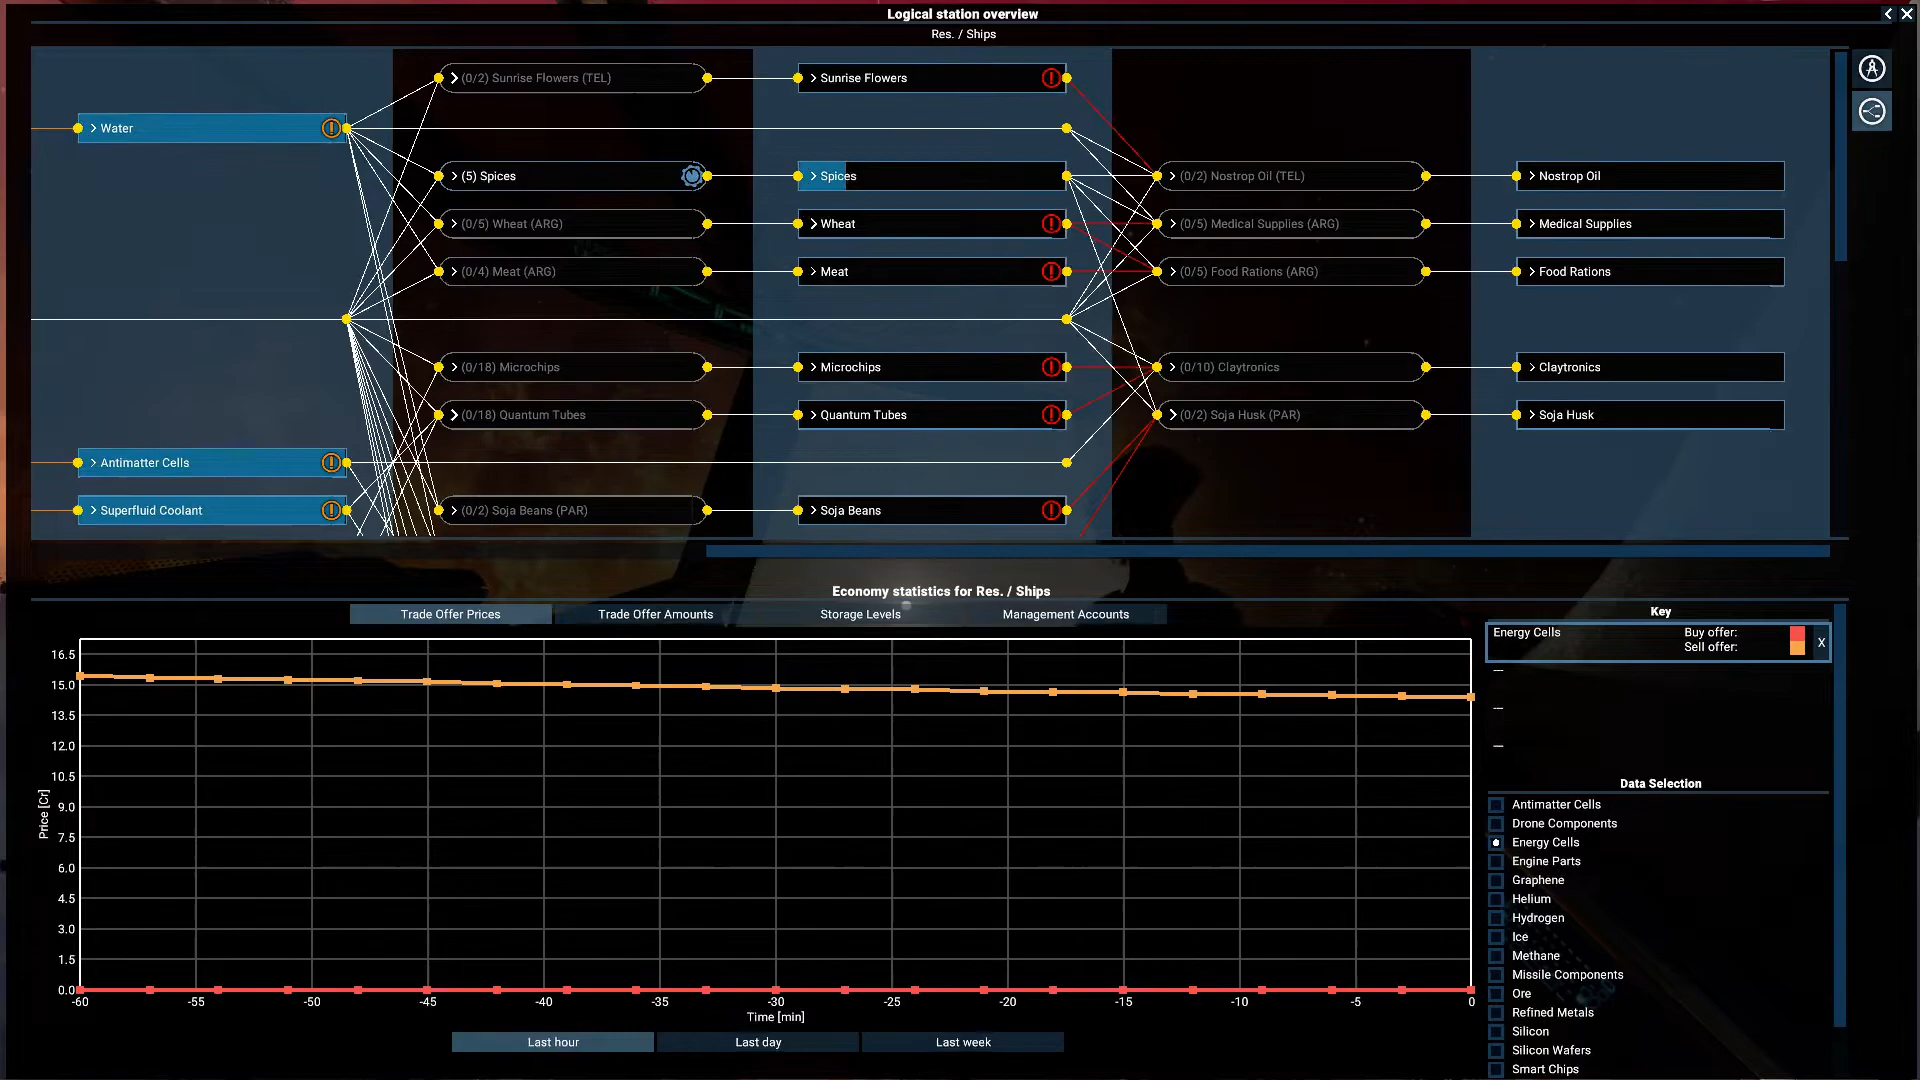 Logical station overview
Res. / Ships
(0/2) Sunrise Flowers (TEL)
Sunrise Flowers
Water
(5) Spices
Spices
(0/2) Nostrop Oil (TEL)
Nostrop Oil
(0/5) Wheat (ARG)
Wheat
(0/5) Medical Supplies (ARG)
Medical Supplies
(0/4) Meat (ARG)
Meat
(0/5) Food Rations (ARG)
Food Rations
(0/18) Microchips
Microchips
(0/10) Claytronics
Claytronics
(0/18) Quantum Tubes
Quantum Tubes
(0/2) Soja Husk (PAR)
Soja Husk
Antimatter Cells
Superfluid Coolant
(0/2) Soja Beans (PAR)
Soja Beans
Economy statistics for Res. / Ships
Trade Offer Prices
Trade Offer Amounts
Storage Levels
Management Accounts
Key
Energy Cells
Buy offer:
Sell offer:
X
16.5
15.0
13.5
12.0
10.5
9.0
7.5
6.0
4.5
3.0
1.5
0.0
Price [Cr]
-60
-55
-50
-45
-40
-35
-30
-25
-20
-15
-10
-5
0
Time [min]
Last hour
Last day
Last week
Data Selection
Antimatter Cells
Drone Components
Energy Cells
Engine Parts
Graphene
Helium
Hydrogen
Ice
Methane
Missile Components
Ore
Refined Metals
Silicon
Silicon Wafers
Smart Chips